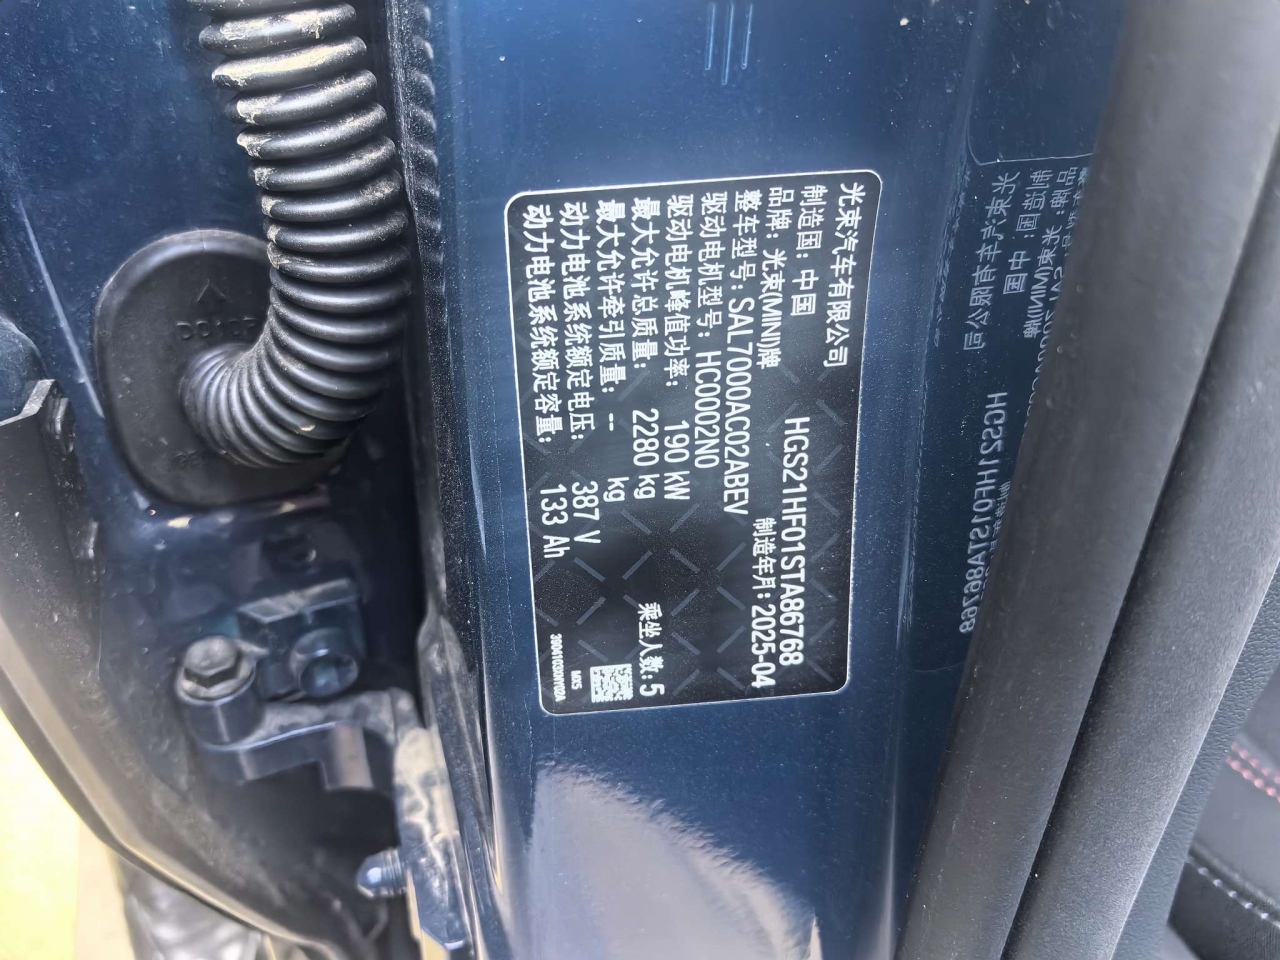 光束汽车有限公司
制造国：中国
HGS21HF01STA86768
品牌：光束(MINI)牌
制造年月：2025-04
整车型号：SAL7000AC02ABEV
驱动电机型号：HC0002N0
驱动电机峰值功率：190 kW
最大允许总质量：2280 kg
乘坐人数：5
最大允许牵引质量：-- kg
动力电池系统额定电压：387 V
动力电池系统额定容量：133 Ah
MX5